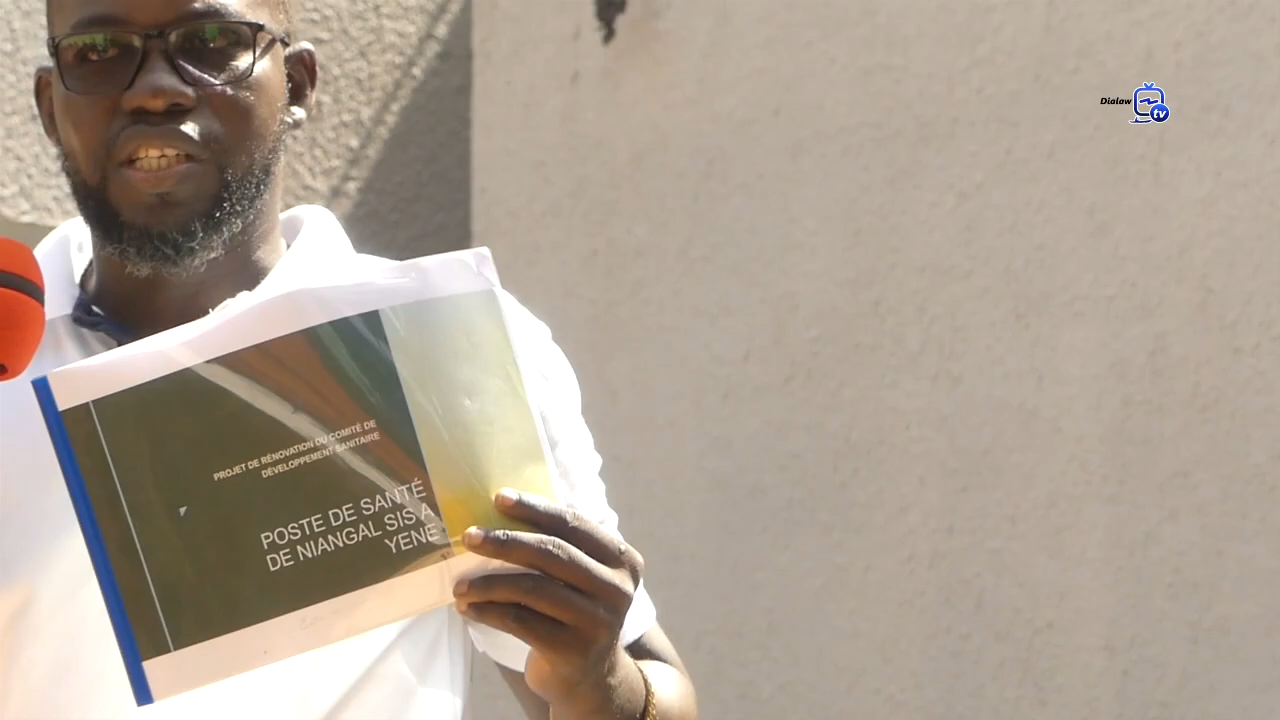 Dialaw
tv
PROJET DE RÉNOVATION DU COMITÉ DE
DÉVELOPPEMENT SANITAIRE
POSTE DE SANTÉ
DE NIANGAL SIS A
YENE